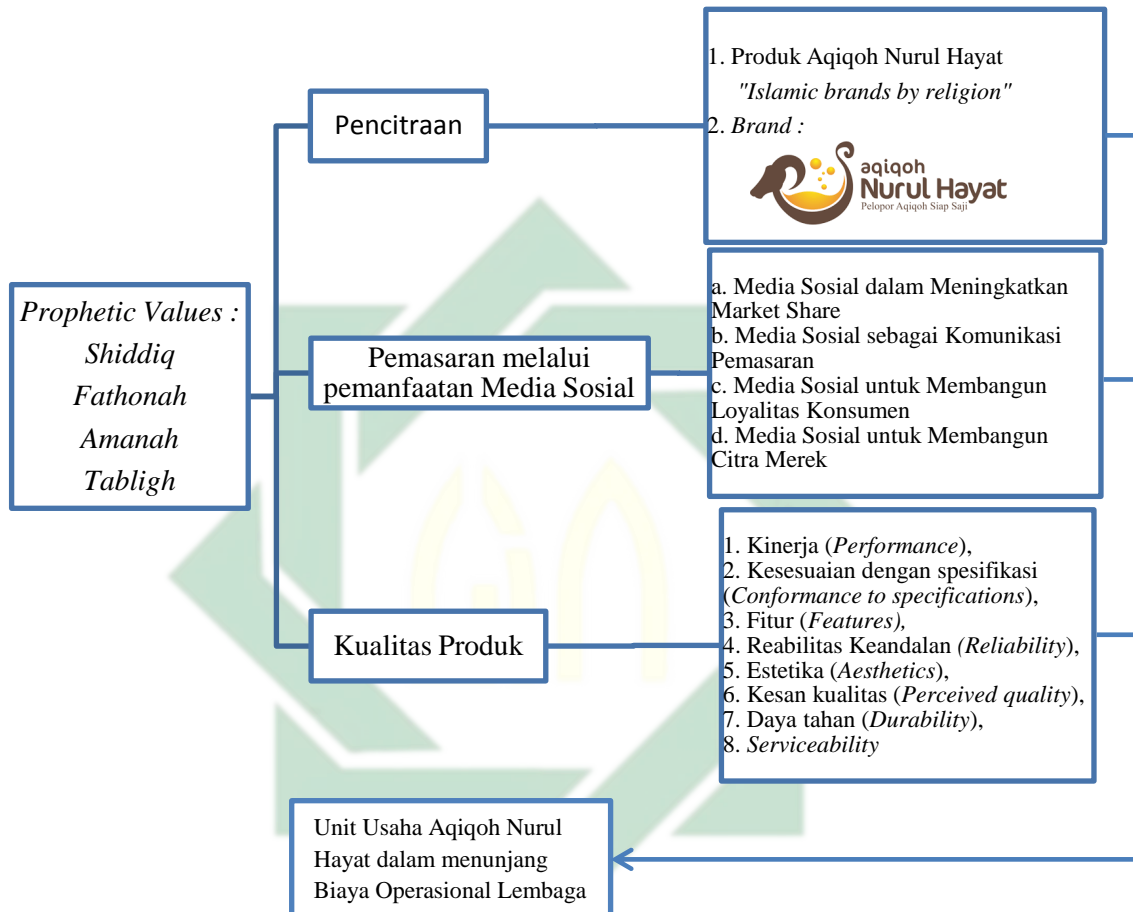 Prophetic Values :
Shiddiq
Fathonah
Amanah
Tabligh
Pencitraan
1. Produk Aqiqoh Nurul Hayat
"Islamic brands by religion"
2. Brand :
aqiqoh
Nurul Hayat
Pelopor Aqiqoh Siap Saji
Pemasaran melalui
pemanfaatan Media Sosial
a. Media Sosial dalam Meningkatkan
Market Share
b. Media Sosial sebagai Komunikasi
Pemasaran
c. Media Sosial untuk Membangun
Loyalitas Konsumen
d. Media Sosial untuk Membangun
Citra Merek
Kualitas Produk
1. Kinerja (Performance),
2. Kesesuaian dengan spesifikasi
(Conformance to specifications),
3. Fitur (Features),
4. Reabilitas Keandalan (Reliability),
5. Estetika (Aesthetics),
6. Kesan kualitas (Perceived quality),
7. Daya tahan (Durability),
8. Serviceability
Unit Usaha Aqiqoh Nurul
Hayat dalam menunjang
Biaya Operasional Lembaga